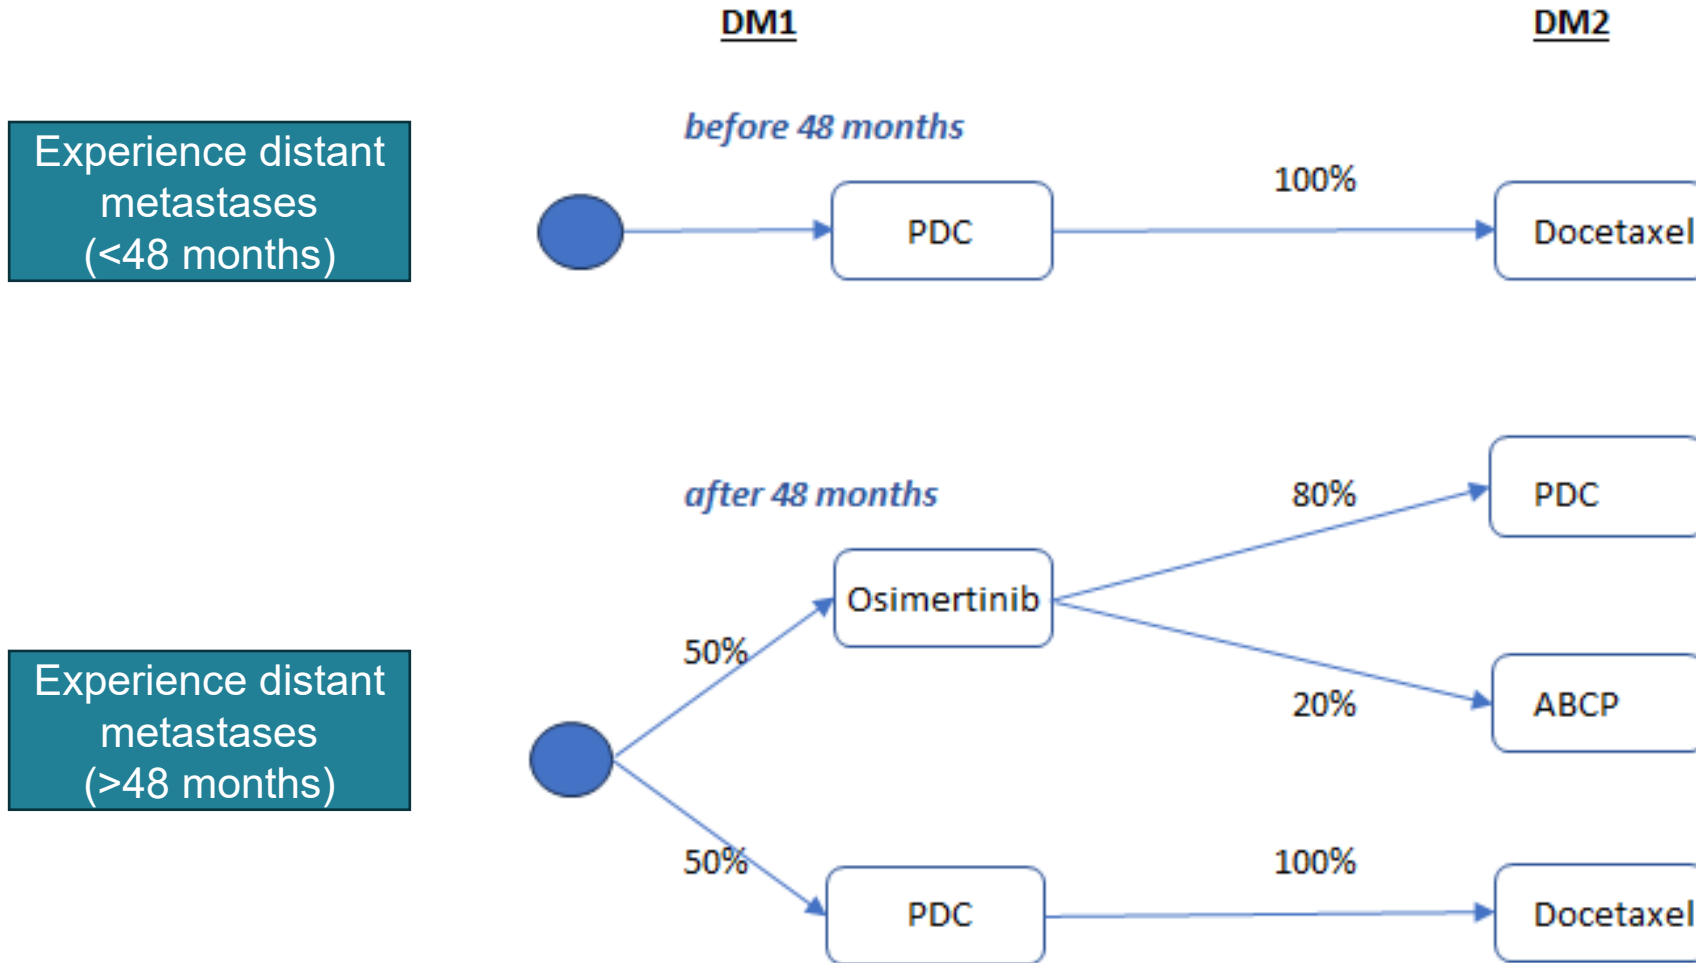 DM1
DM2
Experience distant
metastases
(<48 months)
before 48 months
PDC
100%
Docetaxel
after 48 months
80%
PDC
Osimertinib
50%
20%
ABCP
Experience distant
metastases
(>48 months)
50%
PDC
100%
Docetaxel